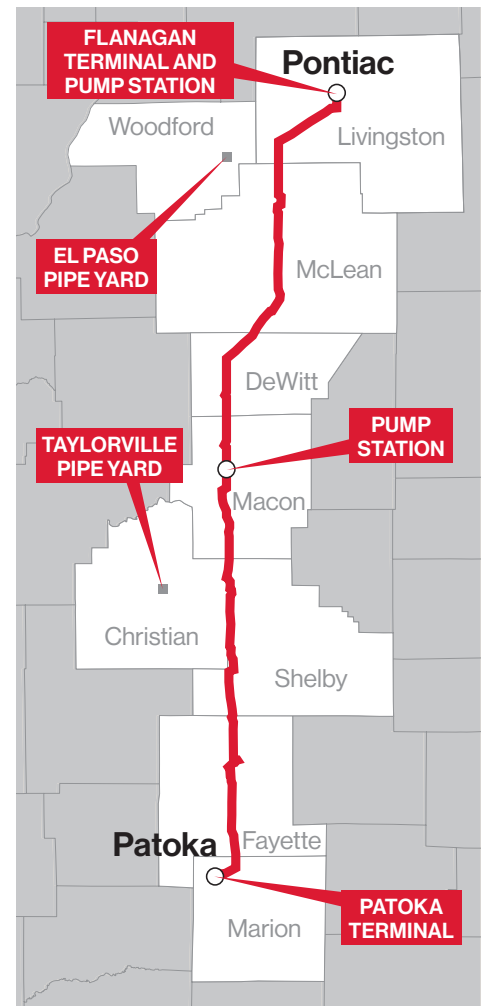 FLANAGAN
TERMINAL AND
PUMP STATION
Pontiac
Woodford
Livingston
EL PASO
PIPE YARD
McLean
DeWitt
PUMP
STATION
TAYLORVILLE
PIPE YARD
Macon
Christian
Shelby
Patoka
Fayette
PATOKA
TERMINAL
Marion